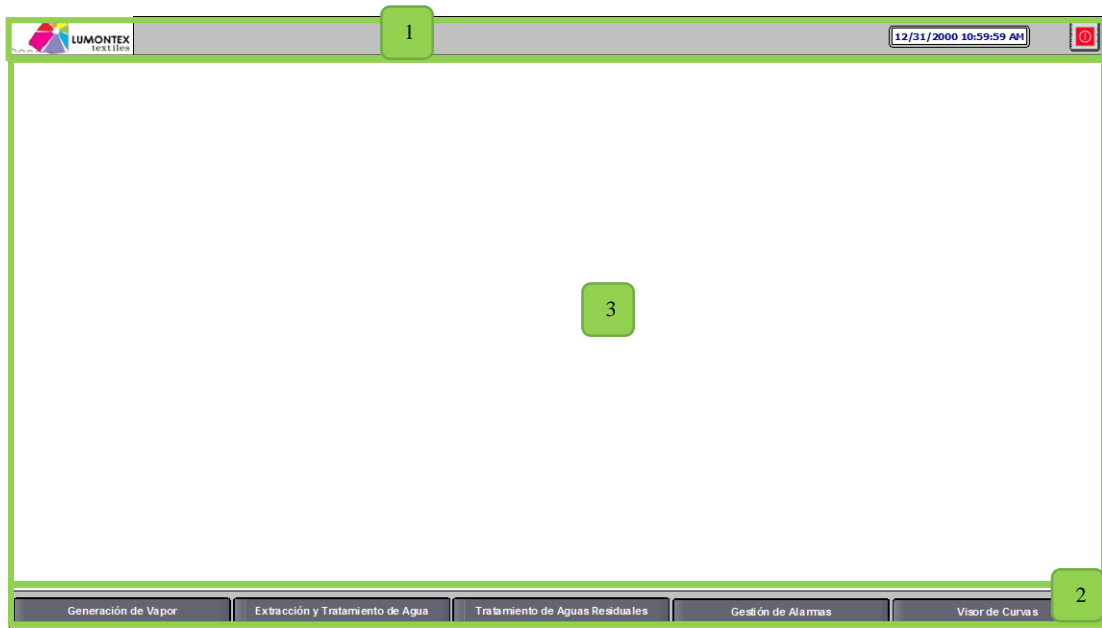 LUMONTEX
textiles
1
12/31/2000 10:59:59 AM
3
2
Generación de Vapor
Extracción y Tratamiento de Agua
Tratamiento de Aguas Residuales
Gestión de Alarmas
Visor de Curvas